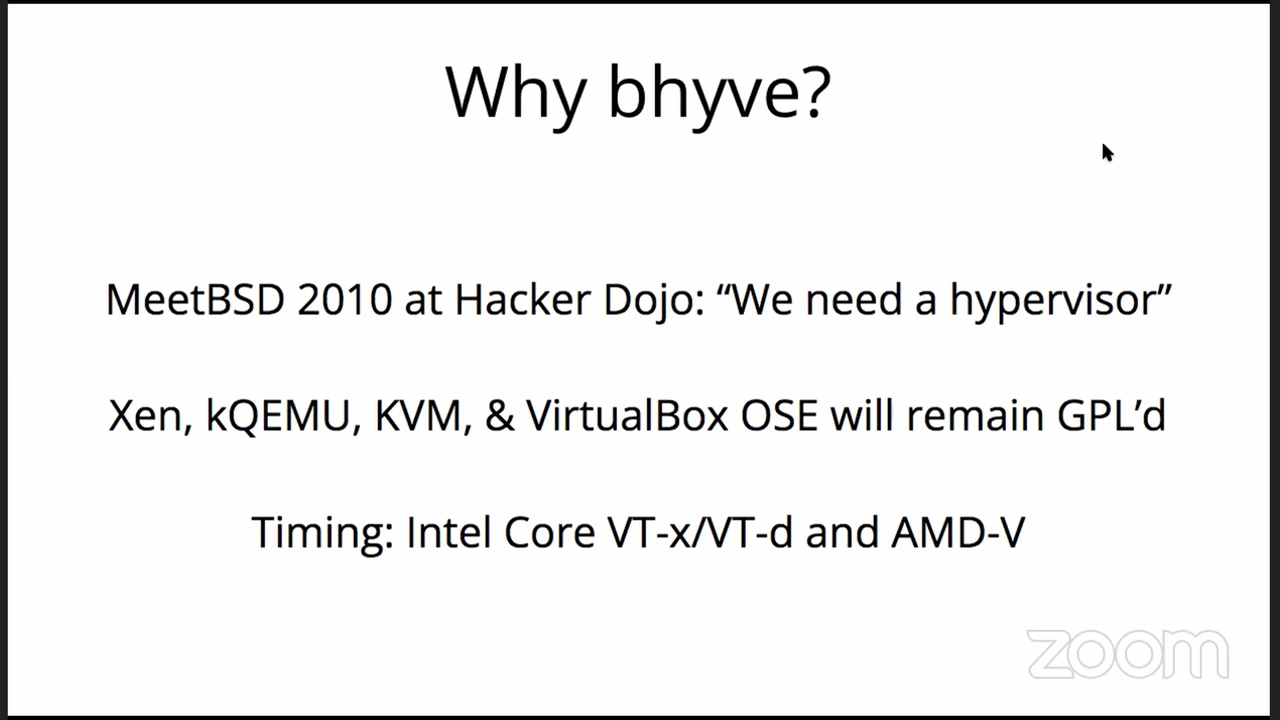 Why bhyve?
MeetBSD 2010 at Hacker Dojo: “We need a hypervisor”
Xen, kQEMU, KVM, & VirtualBox OSE will remain GPL’d
Timing: Intel Core VT-x/VT-d and AMD-V
zoom